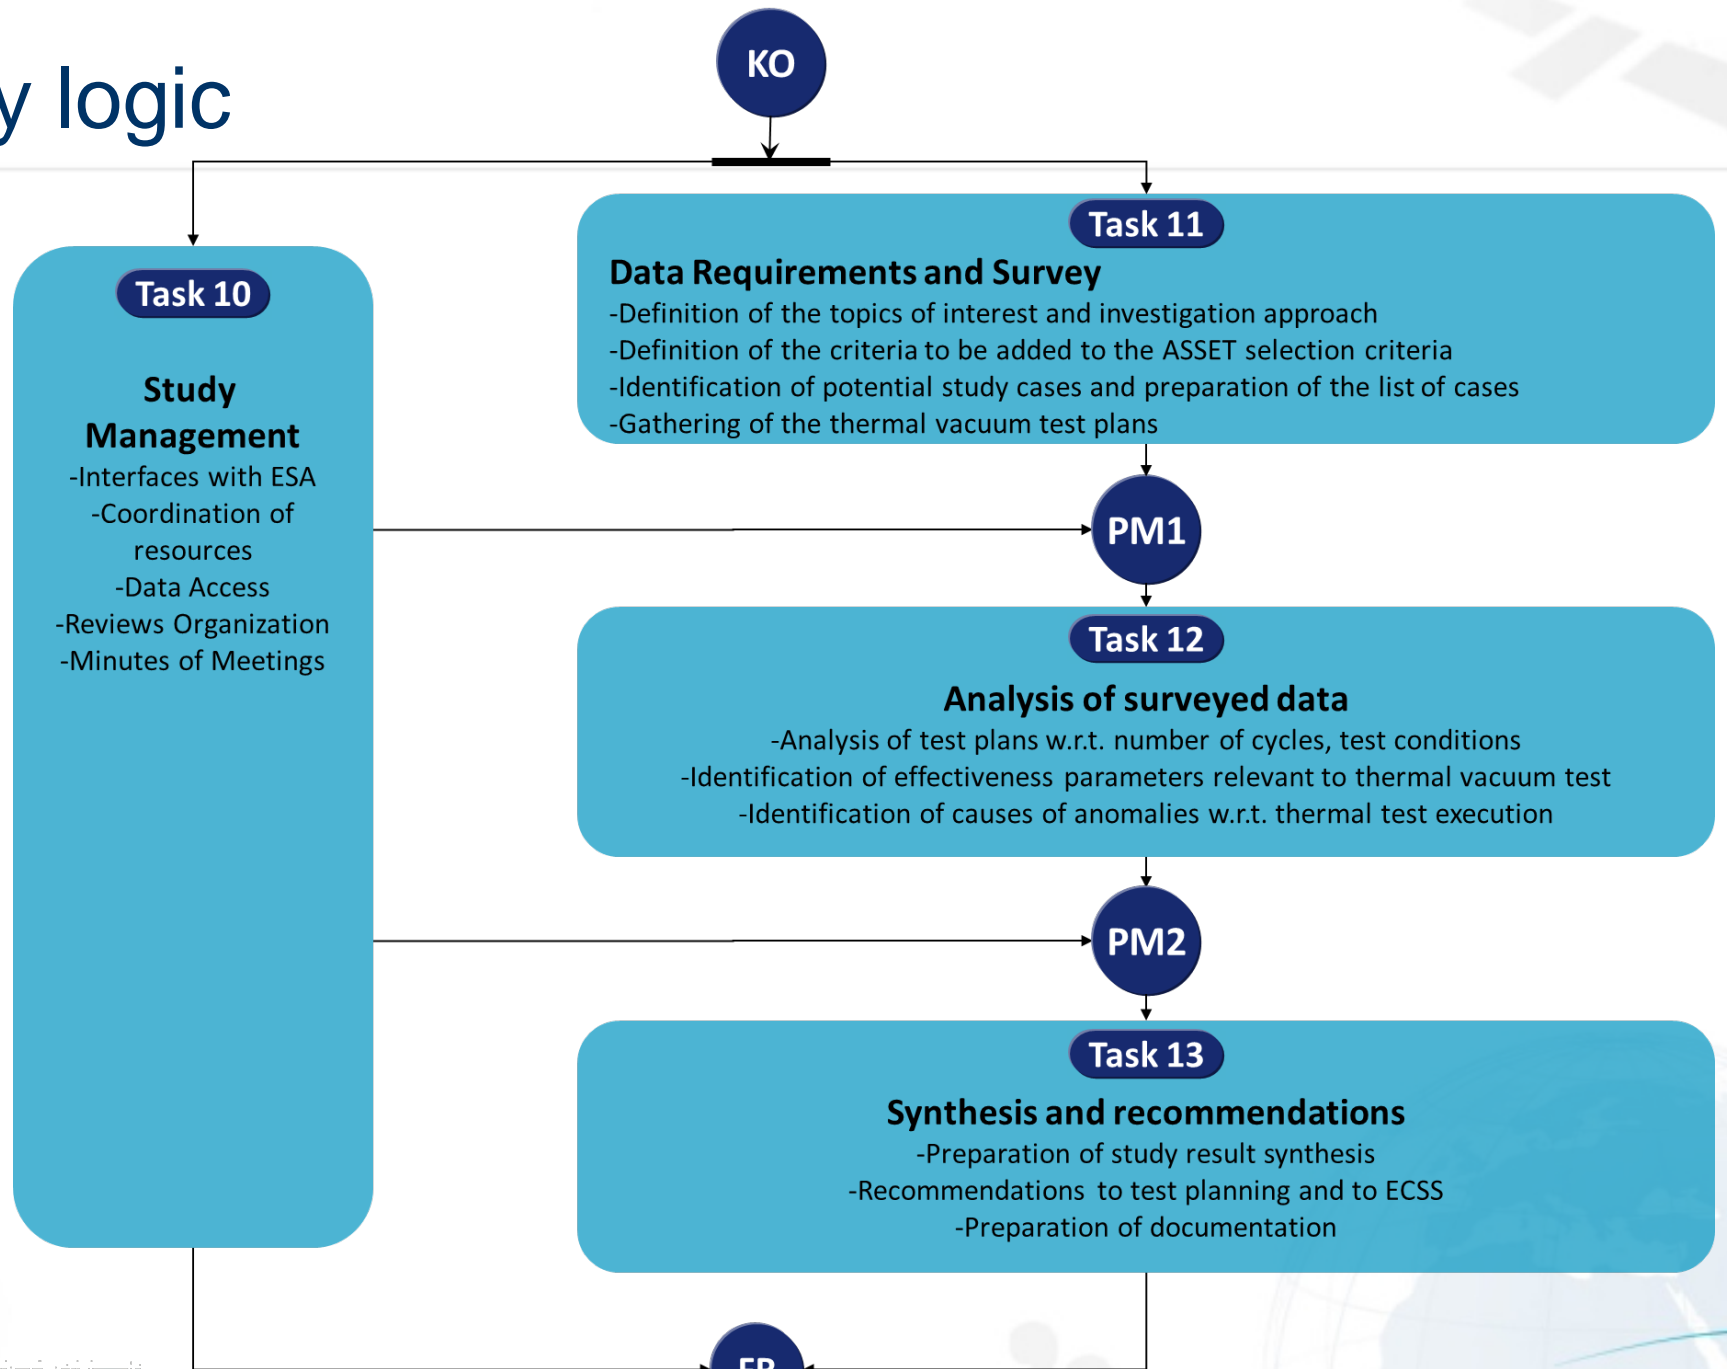 KO
y logic
Task 10
Study
Management
-Interfaces with ESA
-Coordination of
resources
-Data Access
-Reviews Organization
-Minutes of Meetings
Task 11
Data Requirements and Survey
-Definition of the topics of interest and investigation approach
-Definition of the criteria to be added to the ASSET selection criteria
-Identification of potential study cases and preparation of the list of cases
-Gathering of the thermal vacuum test plans
PM1
Task 12
Analysis of surveyed data
-Analysis of test plans w.r.t. number of cycles, test conditions
-Identification of effectiveness parameters relevant to thermal vacuum test
-Identification of causes of anomalies w.r.t. thermal test execution
PM2
Task 13
Synthesis and recommendations
-Preparation of study result synthesis
-Recommendations to test planning and to ECSS
-Preparation of documentation